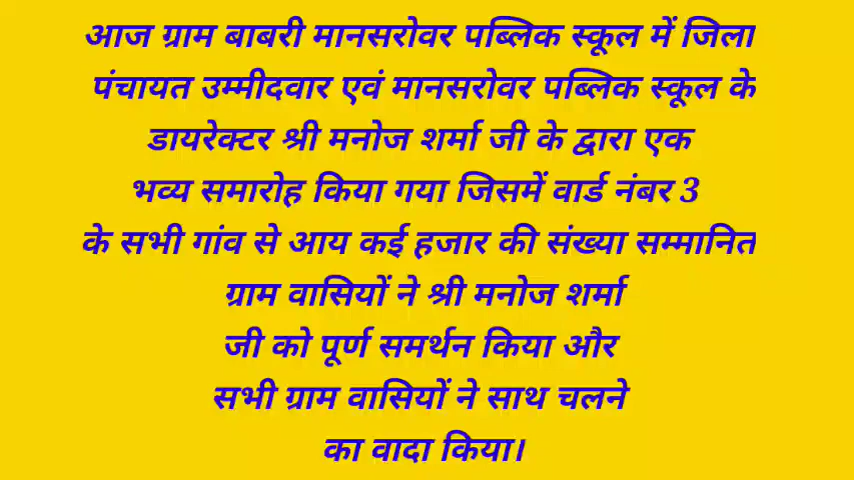 आज ग्राम बाबरी मानसरोवर पब्लिक स्कूल में जिला
पंचायत उम्मीदवार एवं मानसरोवर पब्लिक स्कूल के
डायरेक्टर श्री मनोज शर्मा जी के द्वारा एक
भव्य समारोह किया गया जिसमें वार्ड नंबर 3
के सभी गांव से आय कई हजार की संख्या सम्मानित
ग्राम वासियों ने श्री मनोज शर्मा
जी को पूर्ण समर्थन किया और
सभी ग्राम वासियों ने साथ चलने
का वादा किया।